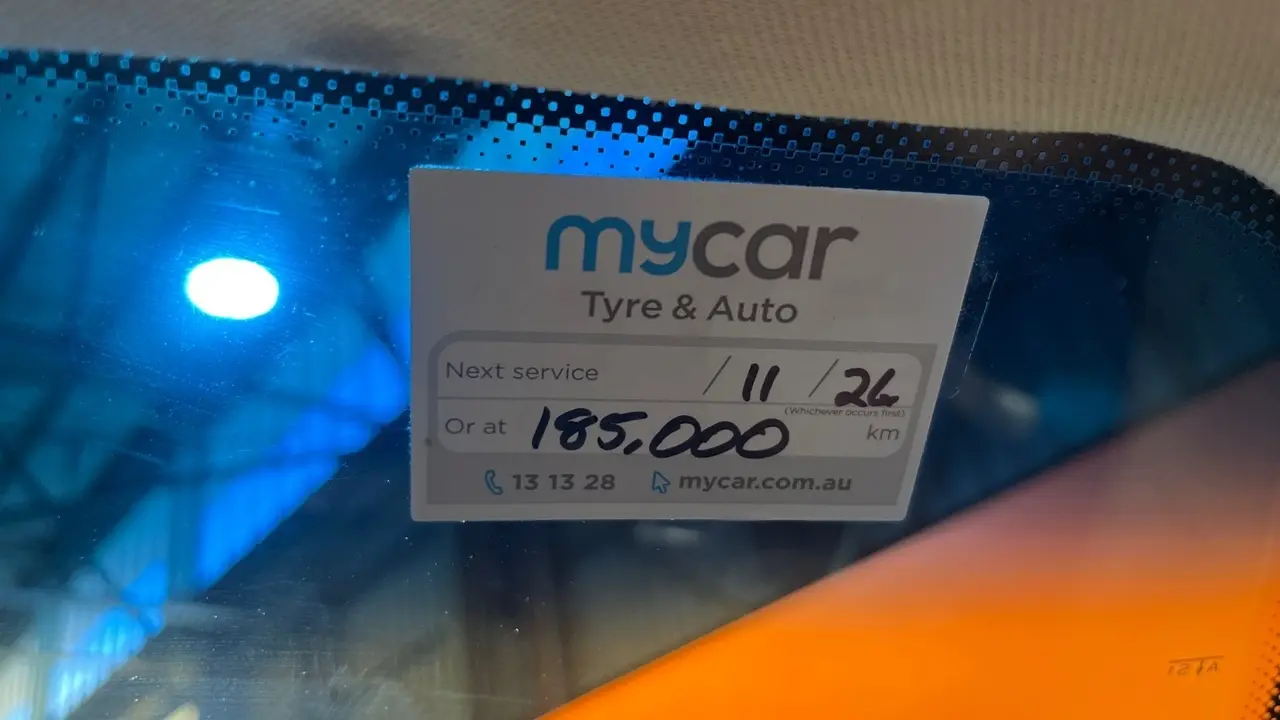 mycar
Tyre & Auto
Next service / 11 / 26
(Whichever occurs first)
Or at 185,000 km
13 13 28 mycar.com.au